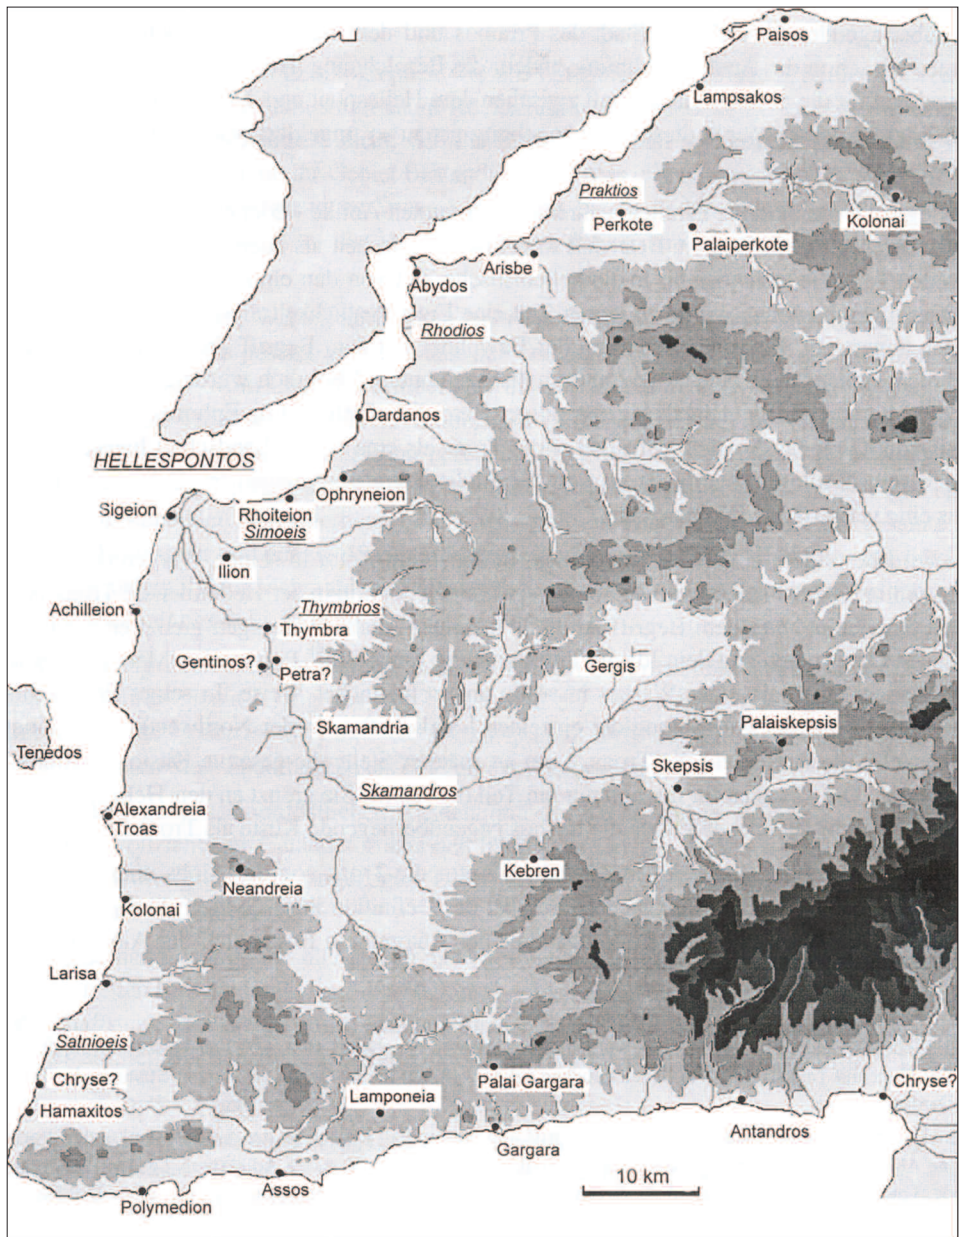 Paisos
Lampsakos
Praktios
Perkote
Kolonai
Palaiperkote
Arisbe
Abydos
Rhodios
Dardanos
HELLESPONTOS
Ophryneion
Sigeion
Rhoiteion
Simoeis
Ilion
Achilleion
Thymbrios
Thymbra
Gentinos?
Petra?
Gergis
Skamandria
Palaiskepsis
Tenedos
Skepsis
Skamandros
Alexandreia
Troas
Kebren
Neandreia
Kolonai
Larisa
Satnioeis
Chryse?
Palai Gargara
Chryse?
Hamaxitos
Lamponeia
Antandros
Gargara
10 km
Assos
Polymedion